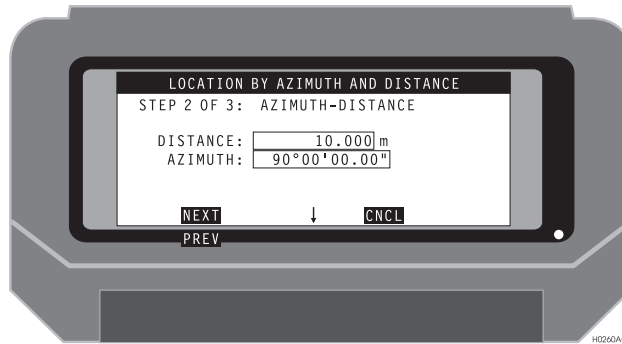 LOCATION BY AZIMUTH AND DISTANCE
STEP 2 OF 3: AZIMUTH-DISTANCE
DISTANCE: 10.000 m
AZIMUTH: 90°00'00.00"
NEXT ↓ CNCL
PREV
H0260A